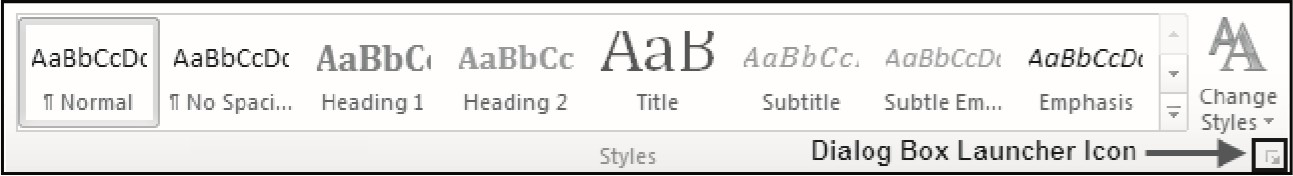 AaBbCcDc AaBbCcDc AaBbC AaBbCc AaB AaBbCc. AaBbCcDc AaBbCcDc
¶ Normal ¶ No Spaci... Heading 1 Heading 2 Title Subtitle Subtle Em... Emphasis
Change
Styles
Styles
Dialog Box Launcher Icon